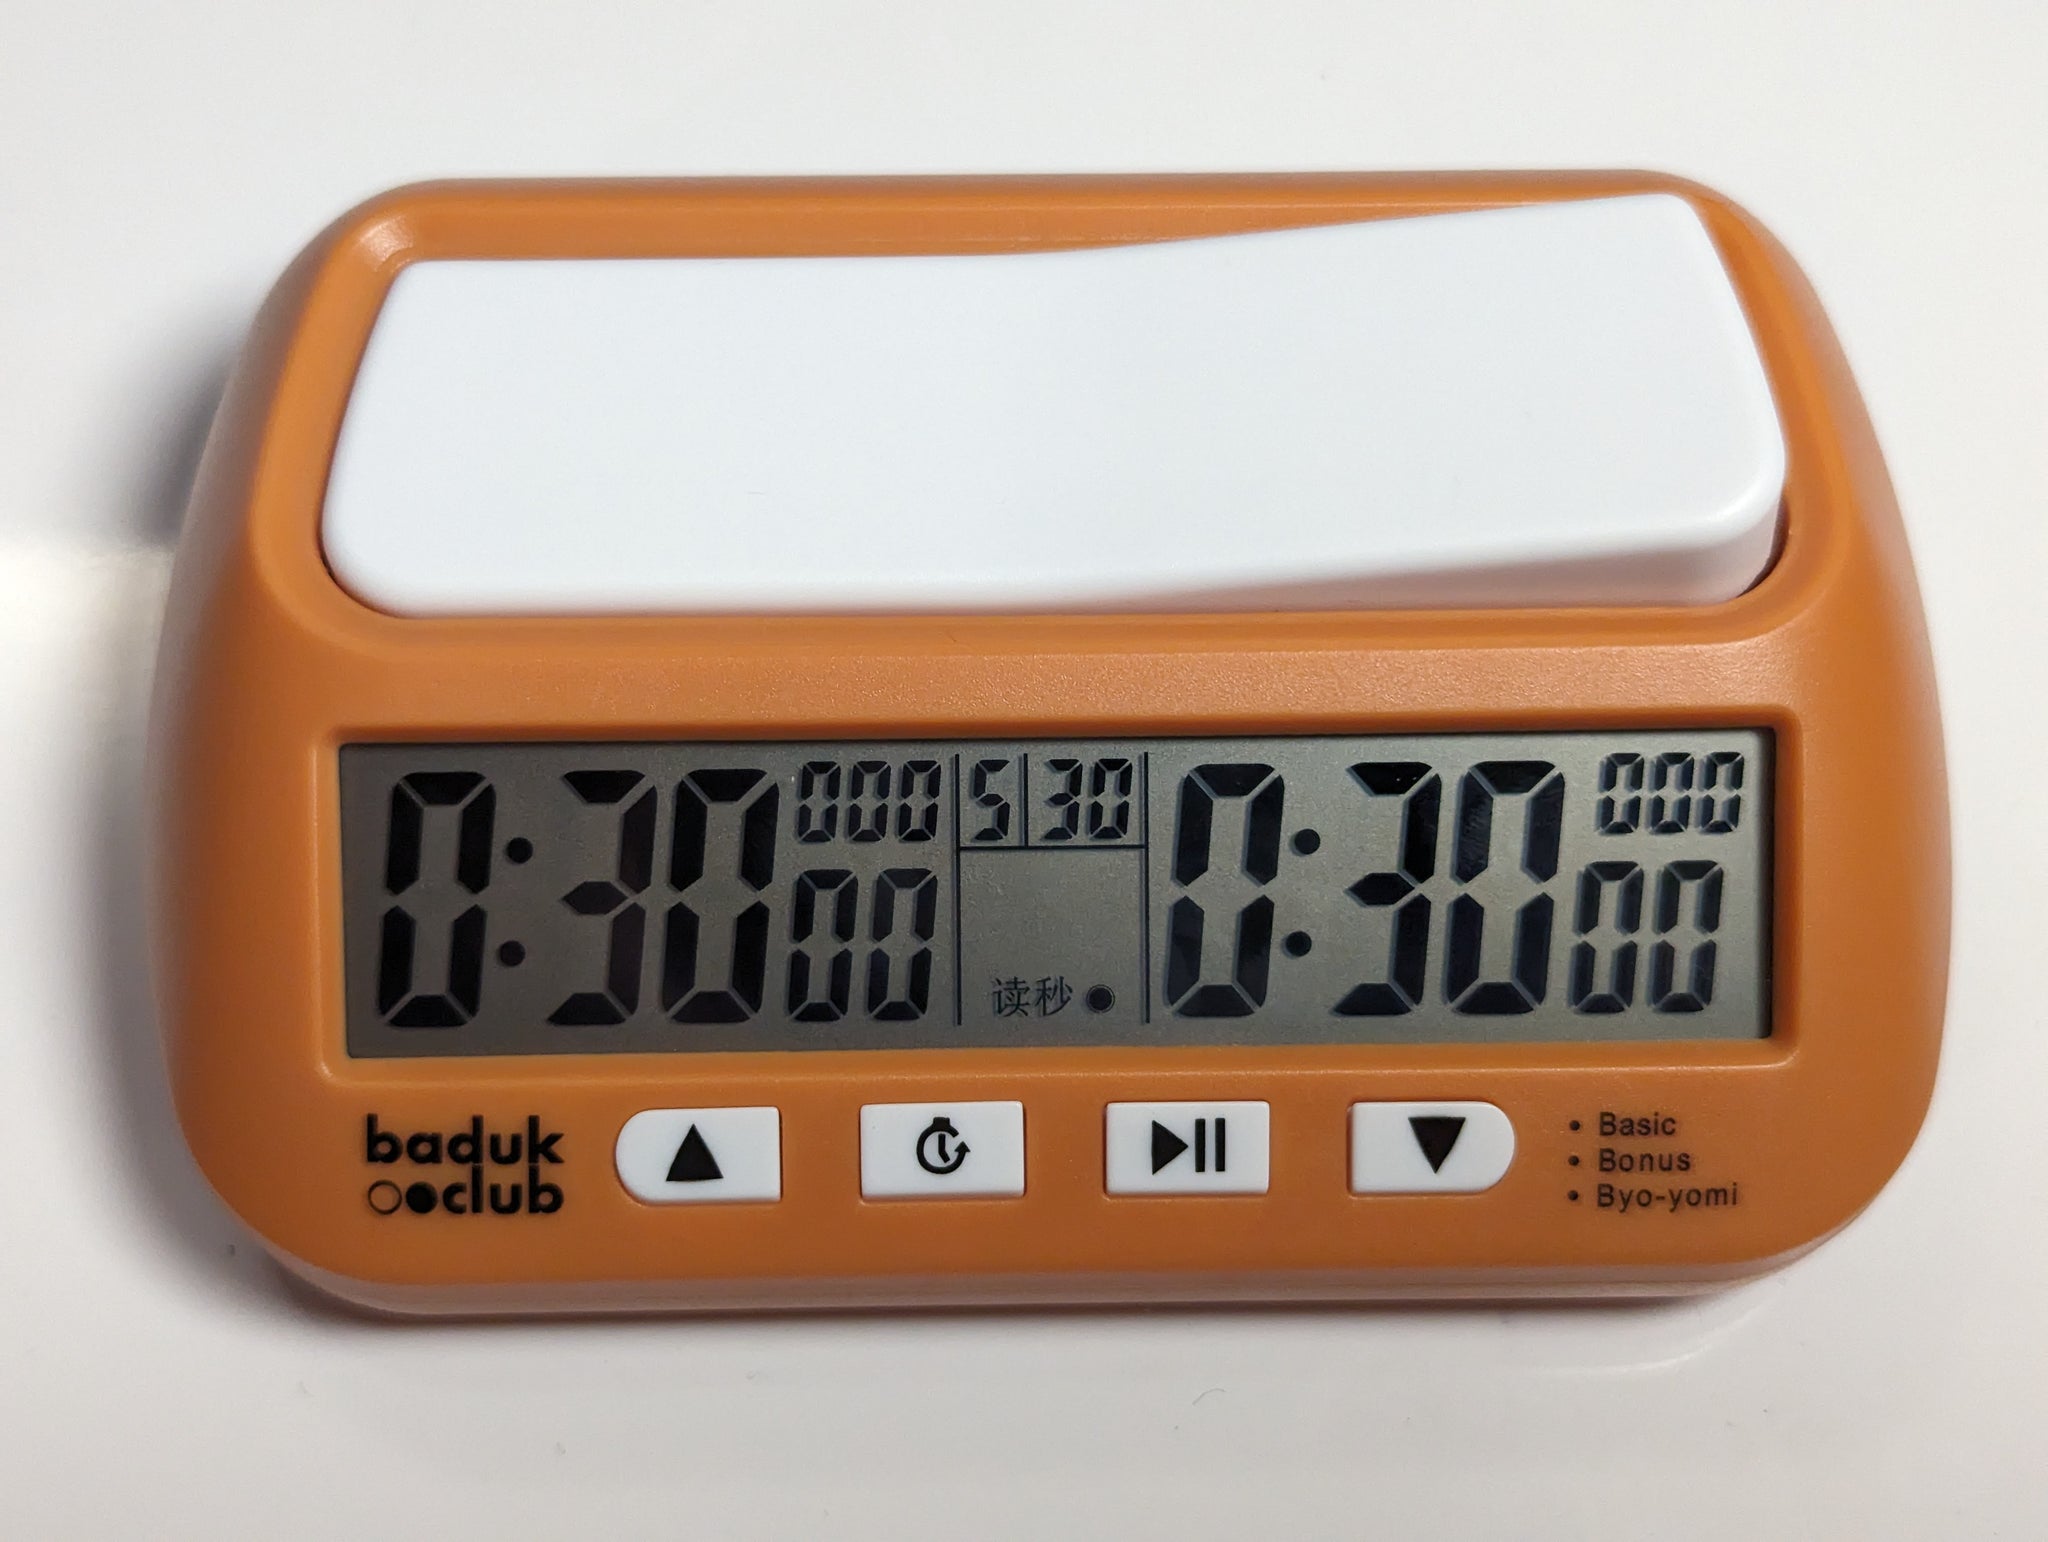 0:30 00 000
5 30
读秒
0:30 00 000
baduk
club
• Basic
• Bonus
• Byo-yomi